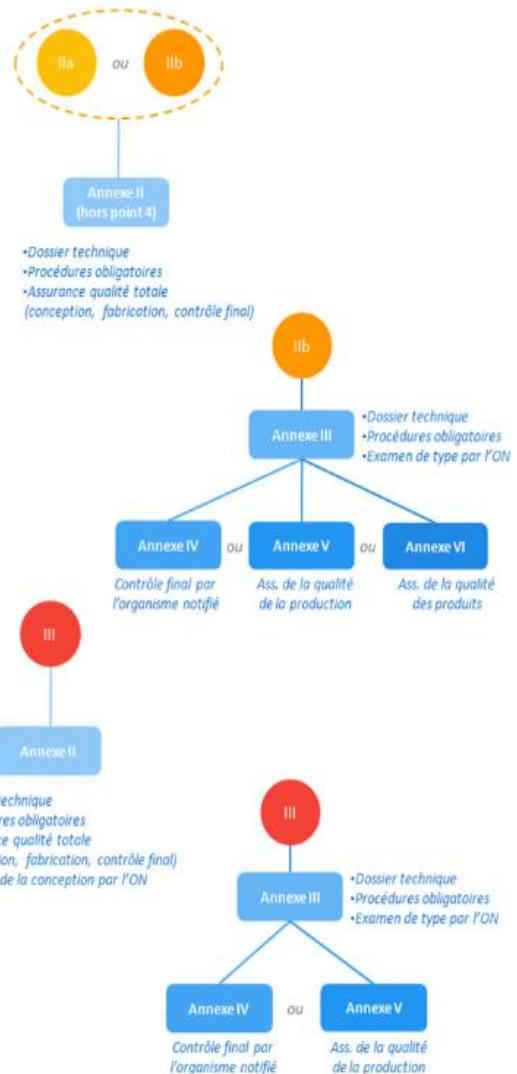 IIa ou IIb
Annexe II
(hors point 4)
•Dossier technique
•Procédures obligatoires
•Assurance qualité totale
(conception, fabrication, contrôle final)
IIb
Annexe III
•Dossier technique
•Procédures obligatoires
•Examen de type par l'ON
Annexe IV ou Annexe V ou Annexe VI
Contrôle final par
l'organisme notifié
Ass. de la qualité
de la production
Ass. de la qualité
des produits
III
Annexe II
technique
res obligatoires
ce qualité totale
ion, fabrication, contrôle final)
de la conception par l'ON
III
Annexe III
•Dossier technique
•Procédures obligatoires
•Examen de type par l'ON
Annexe IV ou Annexe V
Contrôle final par
l'organisme notifié
Ass. de la qualité
de la production